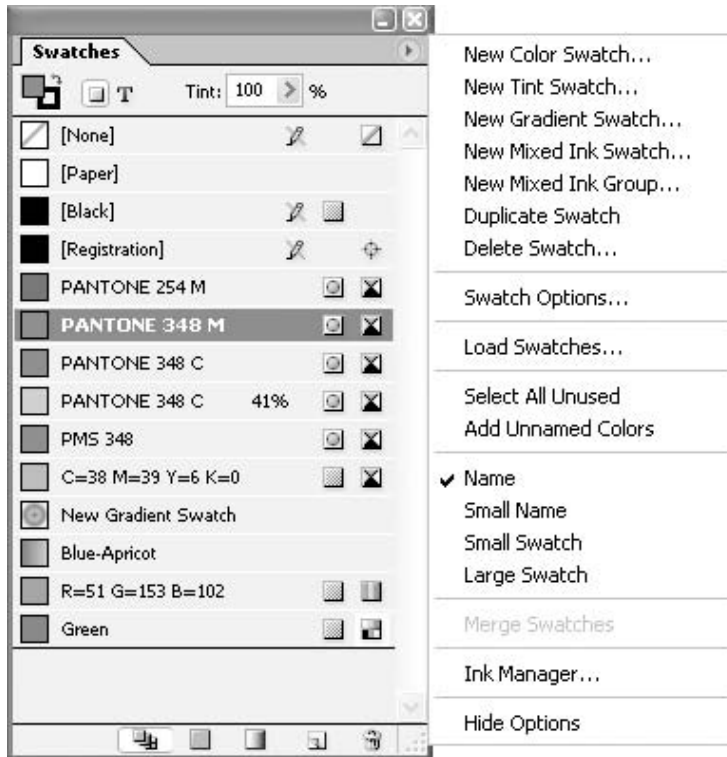 Swatches
T Tint: 100 %
[None]
[Paper]
[Black]
[Registration]
PANTONE 254 M
PANTONE 348 M
PANTONE 348 C
PANTONE 348 C 41%
PMS 348
C=38 M=39 Y=6 K=0
New Gradient Swatch
Blue-Apricot
R=51 G=153 B=102
Green
New Color Swatch...
New Tint Swatch...
New Gradient Swatch...
New Mixed Ink Swatch...
New Mixed Ink Group...
Duplicate Swatch
Delete Swatch...
Swatch Options...
Load Swatches...
Select All Unused
Add Unnamed Colors
Name
Small Name
Small Swatch
Large Swatch
Merge Swatches
Ink Manager...
Hide Options